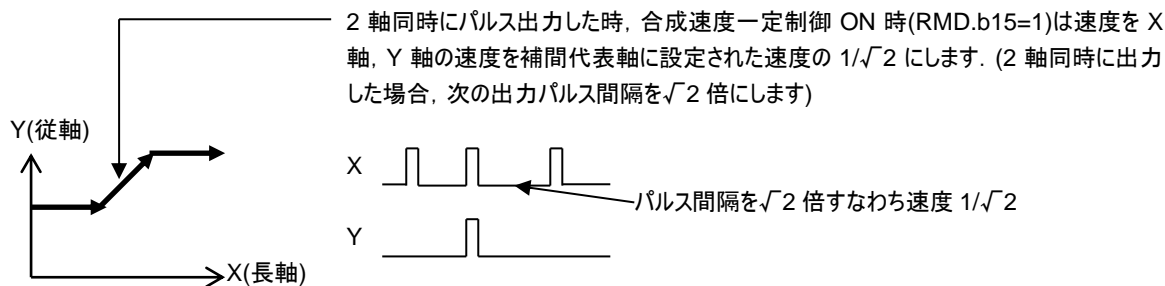 2 軸同時にパルス出力した時, 合成速度一定制御 ON 時(RMD.b15=1)は速度を X
軸, Y 軸の速度を補間代表軸に設定された速度の 1/√2 にします. (2 軸同時に出力
した場合, 次の出力パルス間隔を√2 倍にします)
Y(従軸)
X
パルス間隔を√2 倍すなわち速度 1/√2
Y
X(長軸)